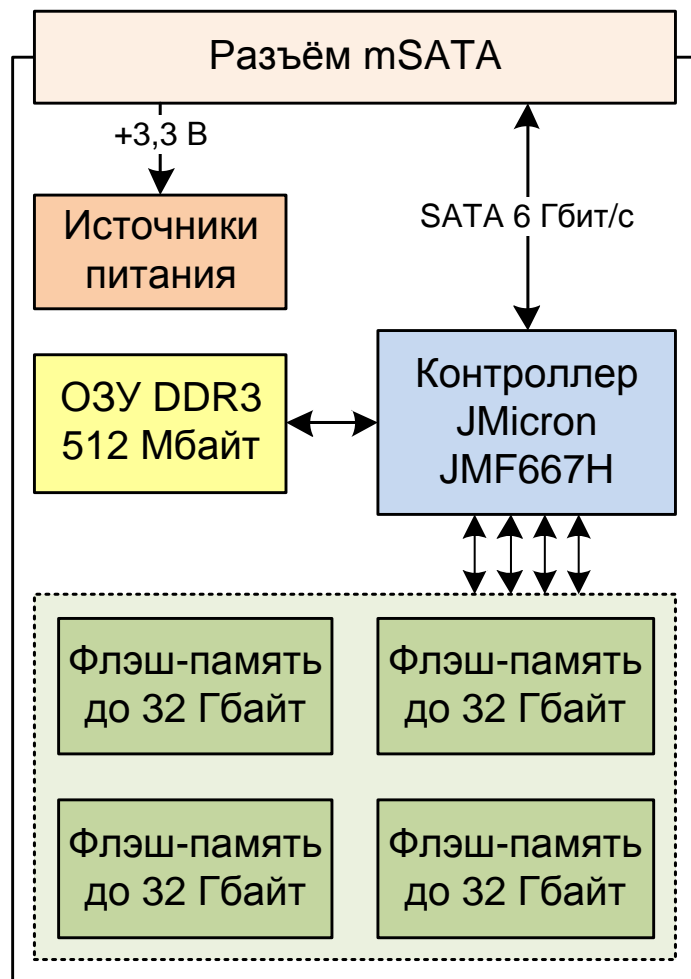 Разъём mSATA
+3,3 В
SATA 6 Гбит/с
Источники
питания
ОЗУ DDR3
512 Мбайт
Контроллер
JMicron
JMF667H
Флэш-память
до 32 Гбайт
Флэш-память
до 32 Гбайт
Флэш-память
до 32 Гбайт
Флэш-память
до 32 Гбайт